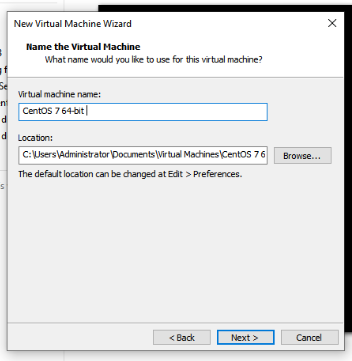 New Virtual Machine Wizard
Name the Virtual Machine
What name would you like to use for this virtual machine?
Virtual machine name:
CentOS 7 64-bit
Location:
C:\Users\Administrator\Documents\Virtual Machines\CentOS 7 6
Browse...
The default location can be changed at Edit > Preferences.
< Back
Next >
Cancel